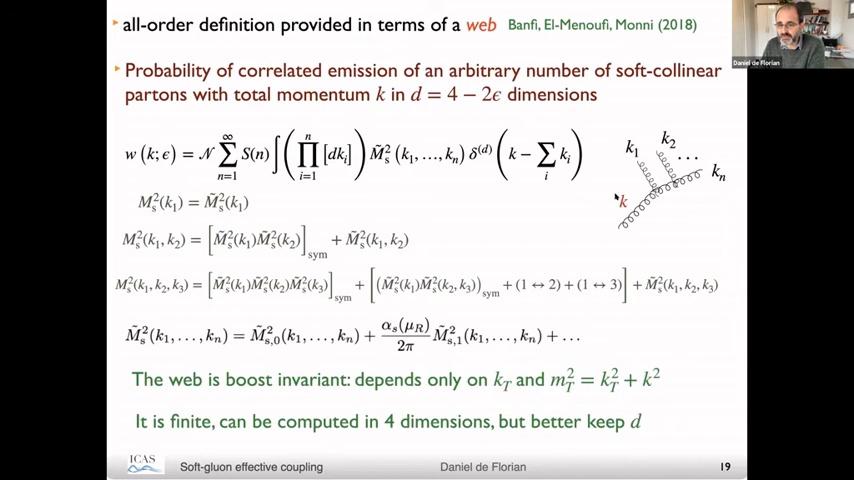 all-order definition provided in terms of a web Banfi, El-Menoufi, Monni (2018)
Probability of correlated emission of an arbitrary number of soft-collinear
partons with total momentum k in d = 4 − 2ϵ dimensions
w (k; ϵ) = 𝒩 ∑_{n=1}^{∞} S(n) ∫ (∏_{i=1}^{n} [dk_i]) M̃_s^2 (k_1, …, k_n) δ^{(d)} (k − ∑_i k_i)
k_1 k_2 … k_n
k
M_s^2(k_1) = M̃_s^2(k_1)
M_s^2(k_1, k_2) = [M̃_s^2(k_1)M̃_s^2(k_2)]_sym + M̃_s^2(k_1, k_2)
M_s^2(k_1, k_2, k_3) = [M̃_s^2(k_1)M̃_s^2(k_2)M̃_s^2(k_3)]_sym + [(M̃_s^2(k_1)M̃_s^2(k_2, k_3))_sym + (1 ↔ 2) + (1 ↔ 3)] + M̃_s^2(k_1, k_2, k_3)
M̃_s^2(k_1, …, k_n) = M̃_{s,0}^2(k_1, …, k_n) + α_s(μ_R)/2π M̃_{s,1}^2(k_1, …, k_n) + …
The web is boost invariant: depends only on k_T and m_T^2 = k_T^2 + k^2
It is finite, can be computed in 4 dimensions, but better keep d
ICAS
Soft-gluon effective coupling
Daniel de Florian
19
Daniel de Florian